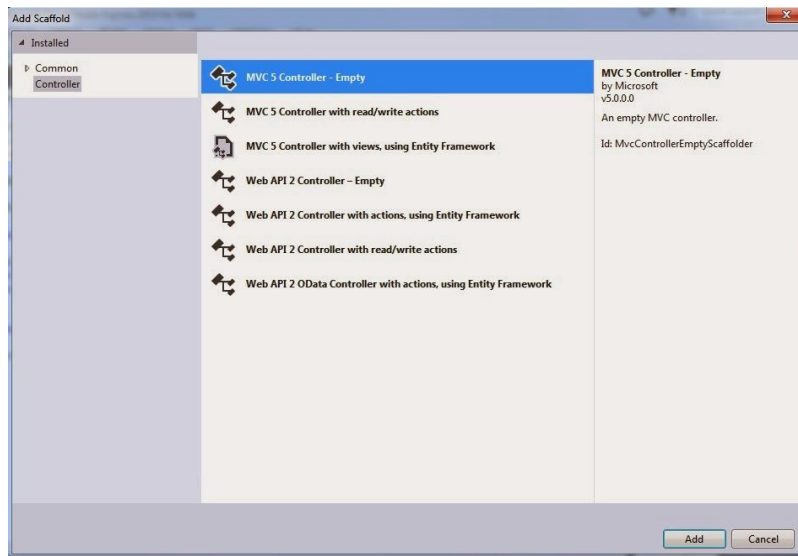 Add Scaffold
Installed
Common
Controller
MVC 5 Controller - Empty
MVC 5 Controller with read/write actions
MVC 5 Controller with views, using Entity Framework
Web API 2 Controller – Empty
Web API 2 Controller with actions, using Entity Framework
Web API 2 Controller with read/write actions
Web API 2 OData Controller with actions, using Entity Framework
MVC 5 Controller - Empty
by Microsoft
v5.0.0.0
An empty MVC controller.
Id: MvcControllerEmptyScaffolder
Add
Cancel